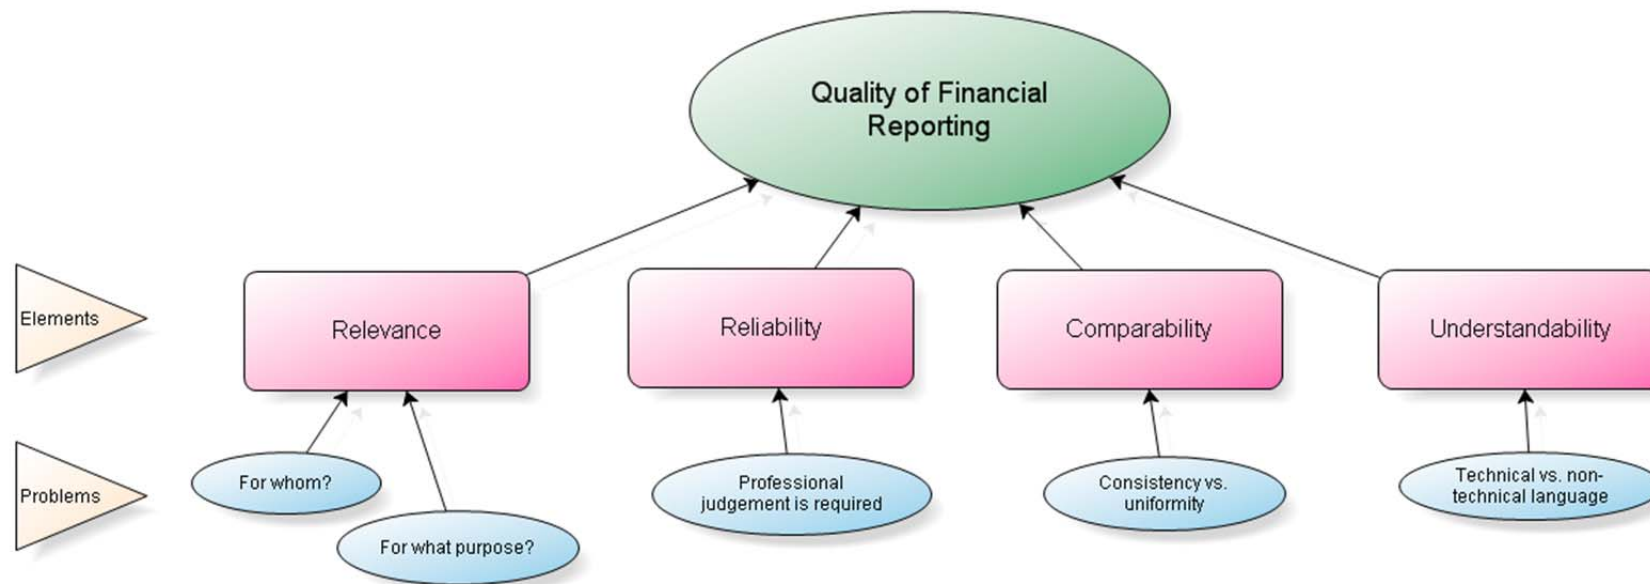 Quality of Financial
Reporting
Elements
Relevance
Reliability
Comparability
Understandability
Problems
For whom?
For what purpose?
Professional
judgement is required
Consistency vs.
uniformity
Technical vs. non-
technical language